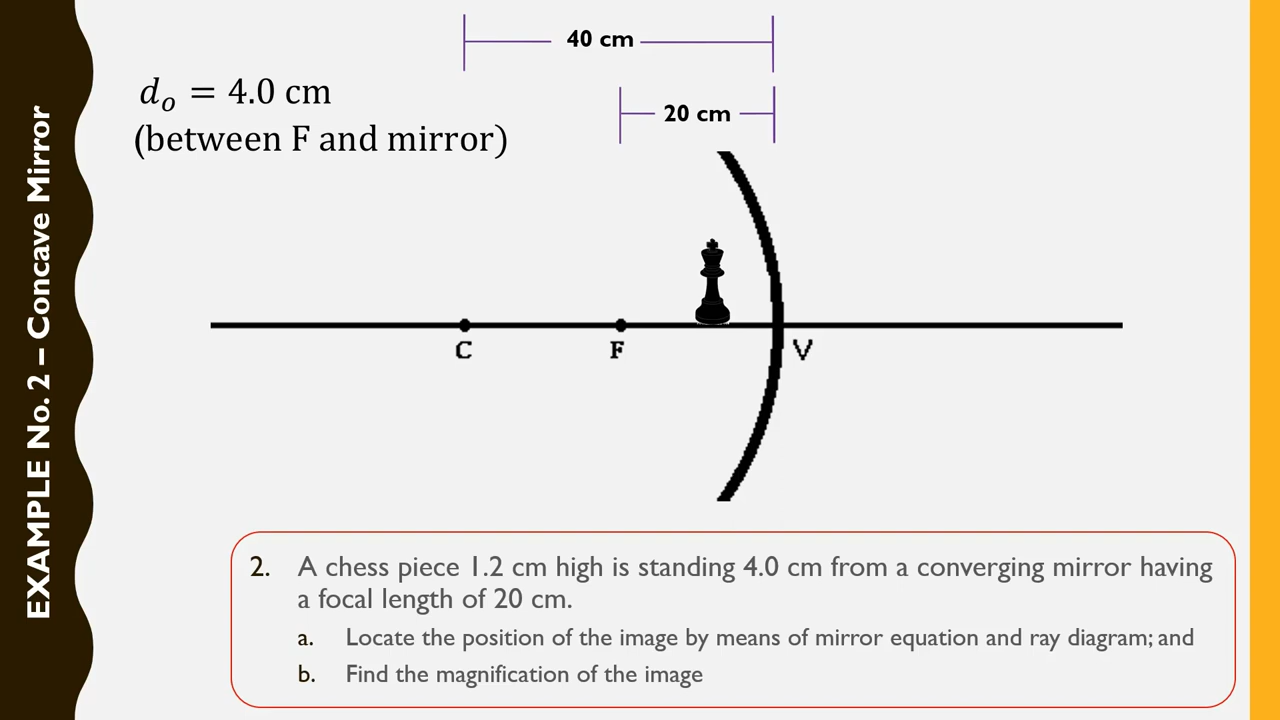 EXAMPLE No. 2 – Concave Mirror
40 cm
20 cm
dₒ = 4.0 cm
(between F and mirror)
C
F
V
2. A chess piece 1.2 cm high is standing 4.0 cm from a converging mirror having
a focal length of 20 cm.
a. Locate the position of the image by means of mirror equation and ray diagram; and
b. Find the magnification of the image